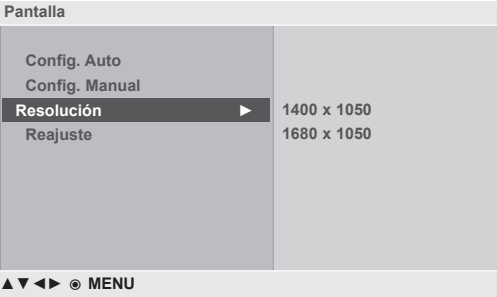 Pantalla
Config. Auto
Config. Manual
Resolución ►
1400 x 1050
1680 x 1050
Reajuste
▲▼◄► ◉ MENU